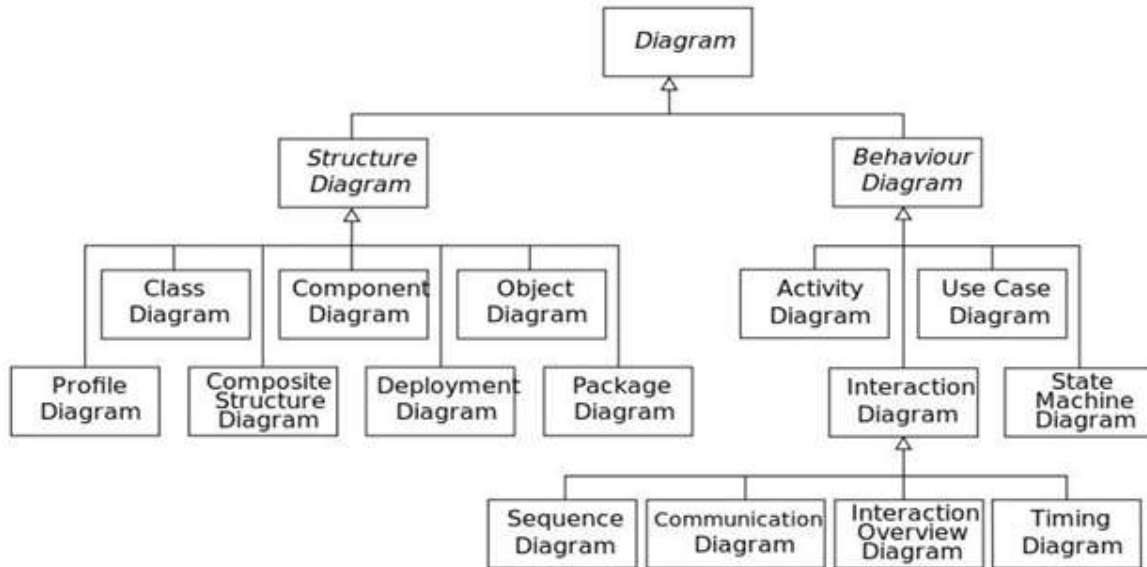 Diagram
Structure
Diagram
Behaviour
Diagram
Class
Diagram
Component
Diagram
Object
Diagram
Activity
Diagram
Use Case
Diagram
Profile
Diagram
Composite
Structure
Diagram
Deployment
Diagram
Package
Diagram
Interaction
Diagram
State
Machine
Diagram
Sequence
Diagram
Communication
Diagram
Interaction
Overview
Diagram
Timing
Diagram